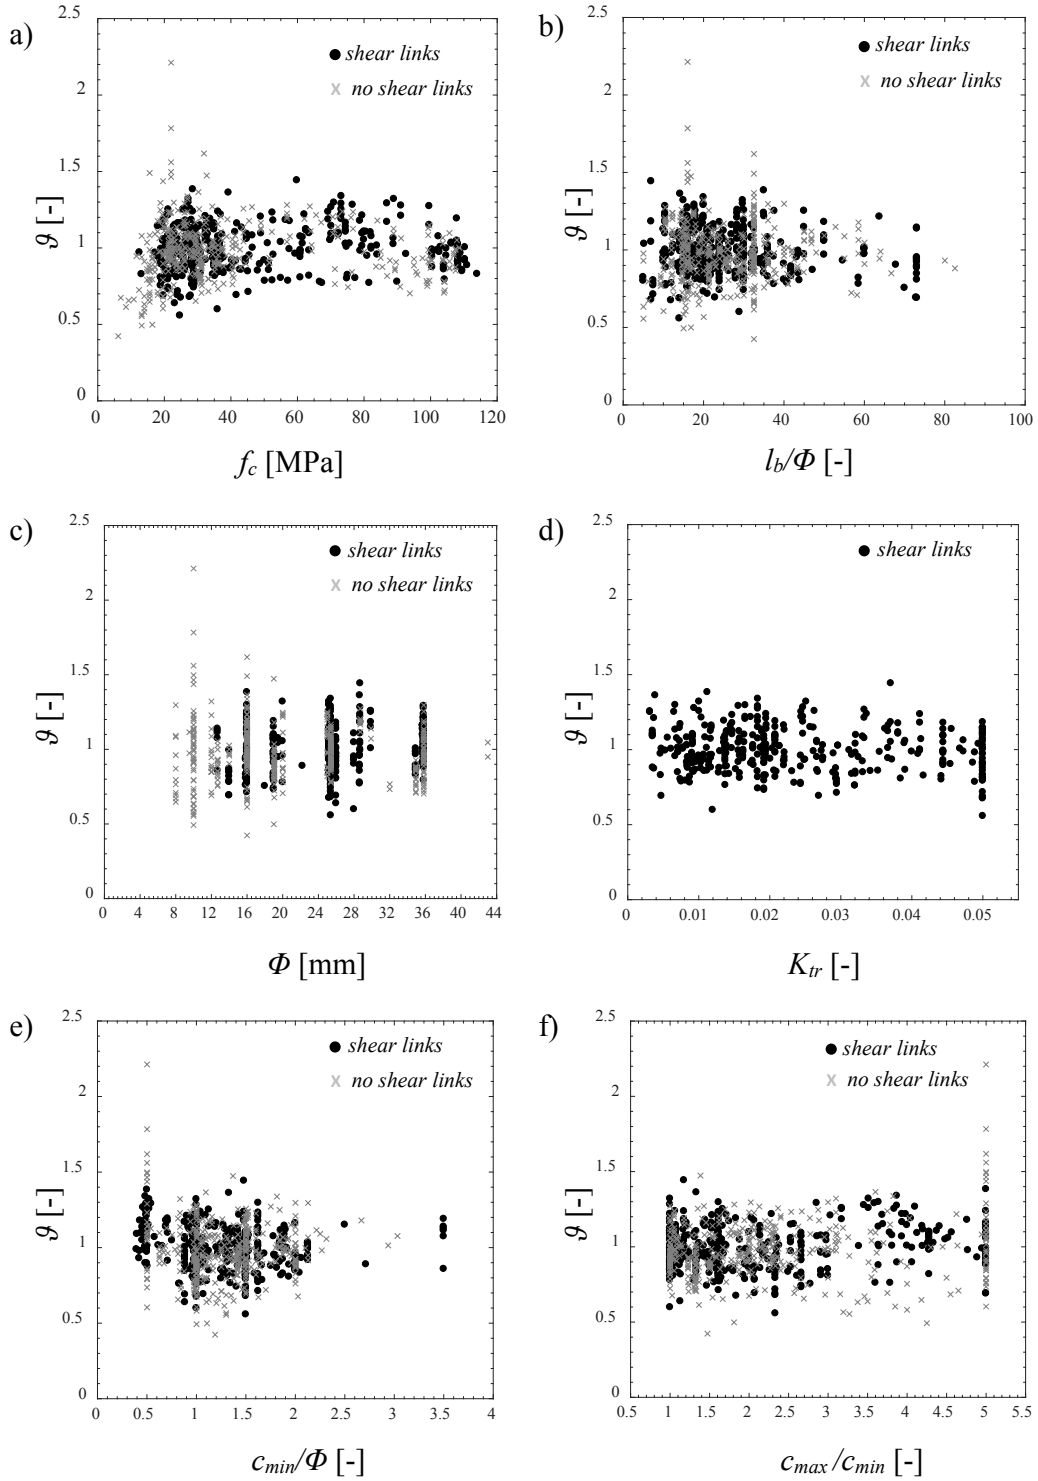 a)
2.5
2
1.5
1
0.5
0
ϑ [-]
● shear links
x no shear links
0 20 40 60 80 100 120
f_c [MPa]
b)
2.5
2
1.5
1
0.5
0
ϑ [-]
● shear links
x no shear links
0 20 40 60 80 100
l_b/Φ [-]
c)
2.5
2
1.5
1
0.5
0
ϑ [-]
● shear links
x no shear links
0 4 8 12 16 20 24 28 32 36 40 44
Φ [mm]
d)
2.5
2
1.5
1
0.5
0
ϑ [-]
● shear links
0 0.01 0.02 0.03 0.04 0.05
K_tr [-]
e)
2.5
2
1.5
1
0.5
0
ϑ [-]
● shear links
x no shear links
0 0.5 1 1.5 2 2.5 3 3.5 4
c_min/Φ [-]
f)
2.5
2
1.5
1
0.5
0
ϑ [-]
● shear links
x no shear links
0.5 1 1.5 2 2.5 3 3.5 4 4.5 5 5.5
c_max/c_min [-]